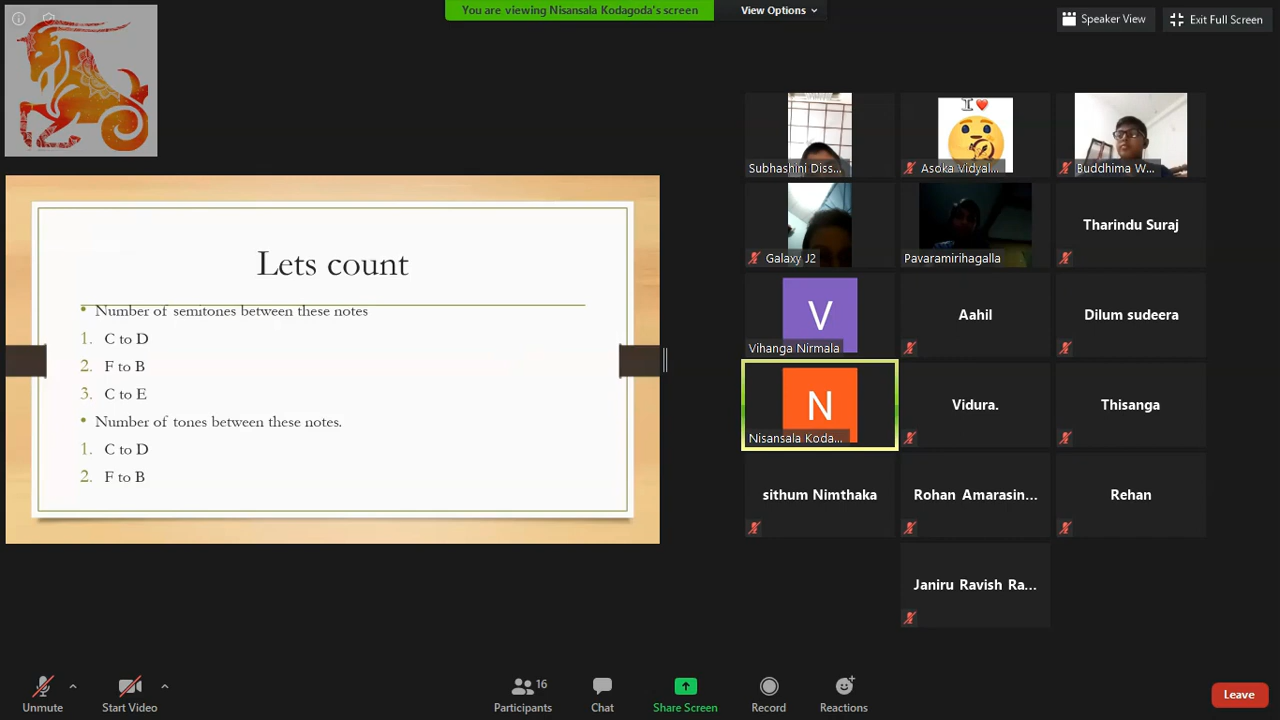 You are viewing Nisansala Kodagoda's screen
View Options
Speaker View
Exit Full Screen
Lets count
• Number of semitones between these notes
1. C to D
2. F to B
3. C to E
• Number of tones between these notes.
1. C to D
2. F to B
Subhashini Diss...
I
Asoka Vidyal...
Buddhima W...
Galaxy J2
Pavaramirihagalla
Tharindu Suraj
V
Vihanga Nirmala
Aahil
Dilum sudeera
N
Nisansala Koda...
Vidura.
Thisanga
sithum Nimthaka
Rohan Amarasin...
Rehan
Janiru Ravish Ra...
Unmute
Start Video
16
Participants
Chat
Share Screen
Record
Reactions
Leave